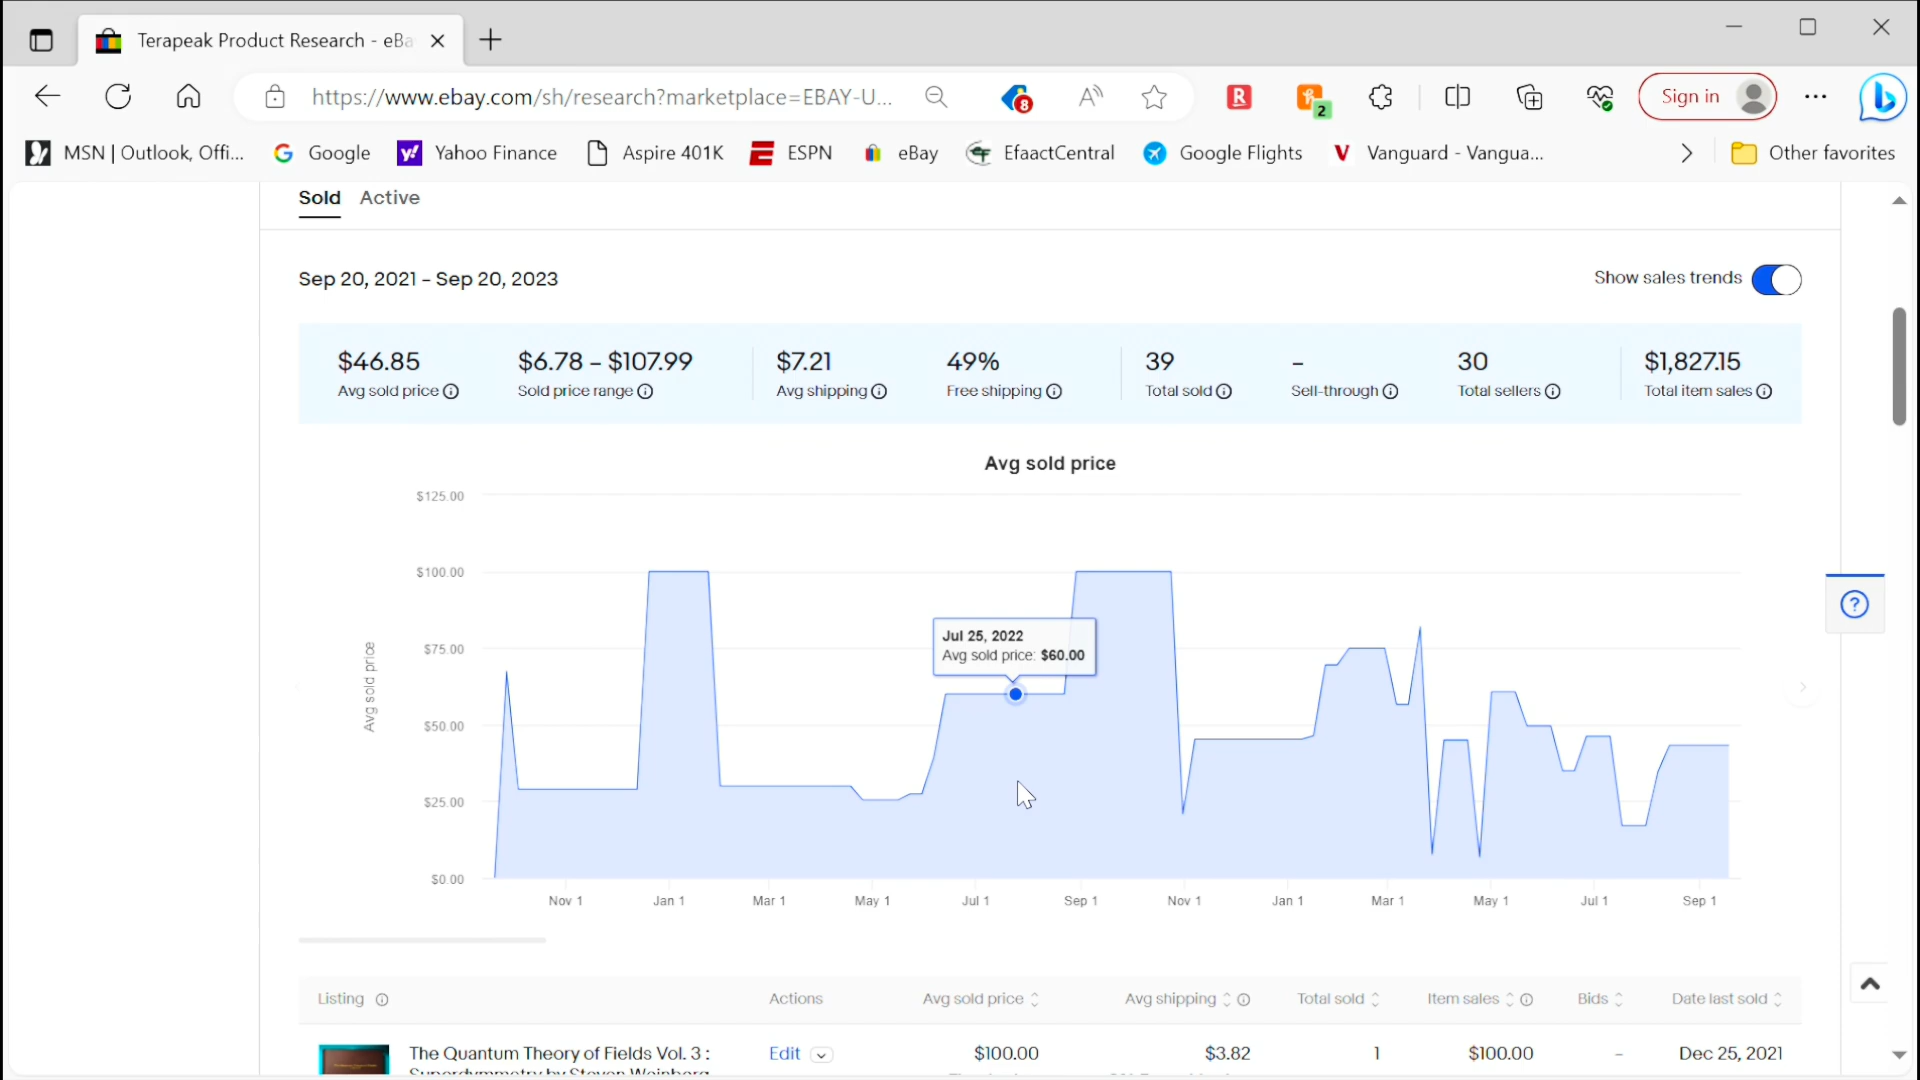 Terapeak Product Research - eBa
https://www.ebay.com/sh/research?marketplace=EBAY-U...
8
A
R
2
Sign in
MSN | Outlook, Offi...
Google
y!
Yahoo Finance
Aspire 401K
ESPN
eBay
EfaactCentral
Google Flights
V
Vanguard - Vangua...
Other favorites
Sold
Active
Sep 20, 2021 – Sep 20, 2023
Show sales trends
$46.85
$6.78 – $107.99
$7.21
49%
39
–
30
$1,827.15
Avg sold price
Sold price range
Avg shipping
Free shipping
Total sold
Sell-through
Total sellers
Total item sales
Avg sold price
$125.00
$100.00
$75.00
$50.00
$25.00
$0.00
Avg sold price
Jul 25, 2022
Avg sold price: $60.00
Nov 1
Jan 1
Mar 1
May 1
Jul 1
Sep 1
Nov 1
Jan 1
Mar 1
May 1
Jul 1
Sep 1
Listing
Actions
Avg sold price
Avg shipping
Total sold
Item sales
Bids
Date last sold
The Quantum Theory of Fields Vol. 3 :
Edit
$100.00
$3.82
1
$100.00
–
Dec 25, 2021